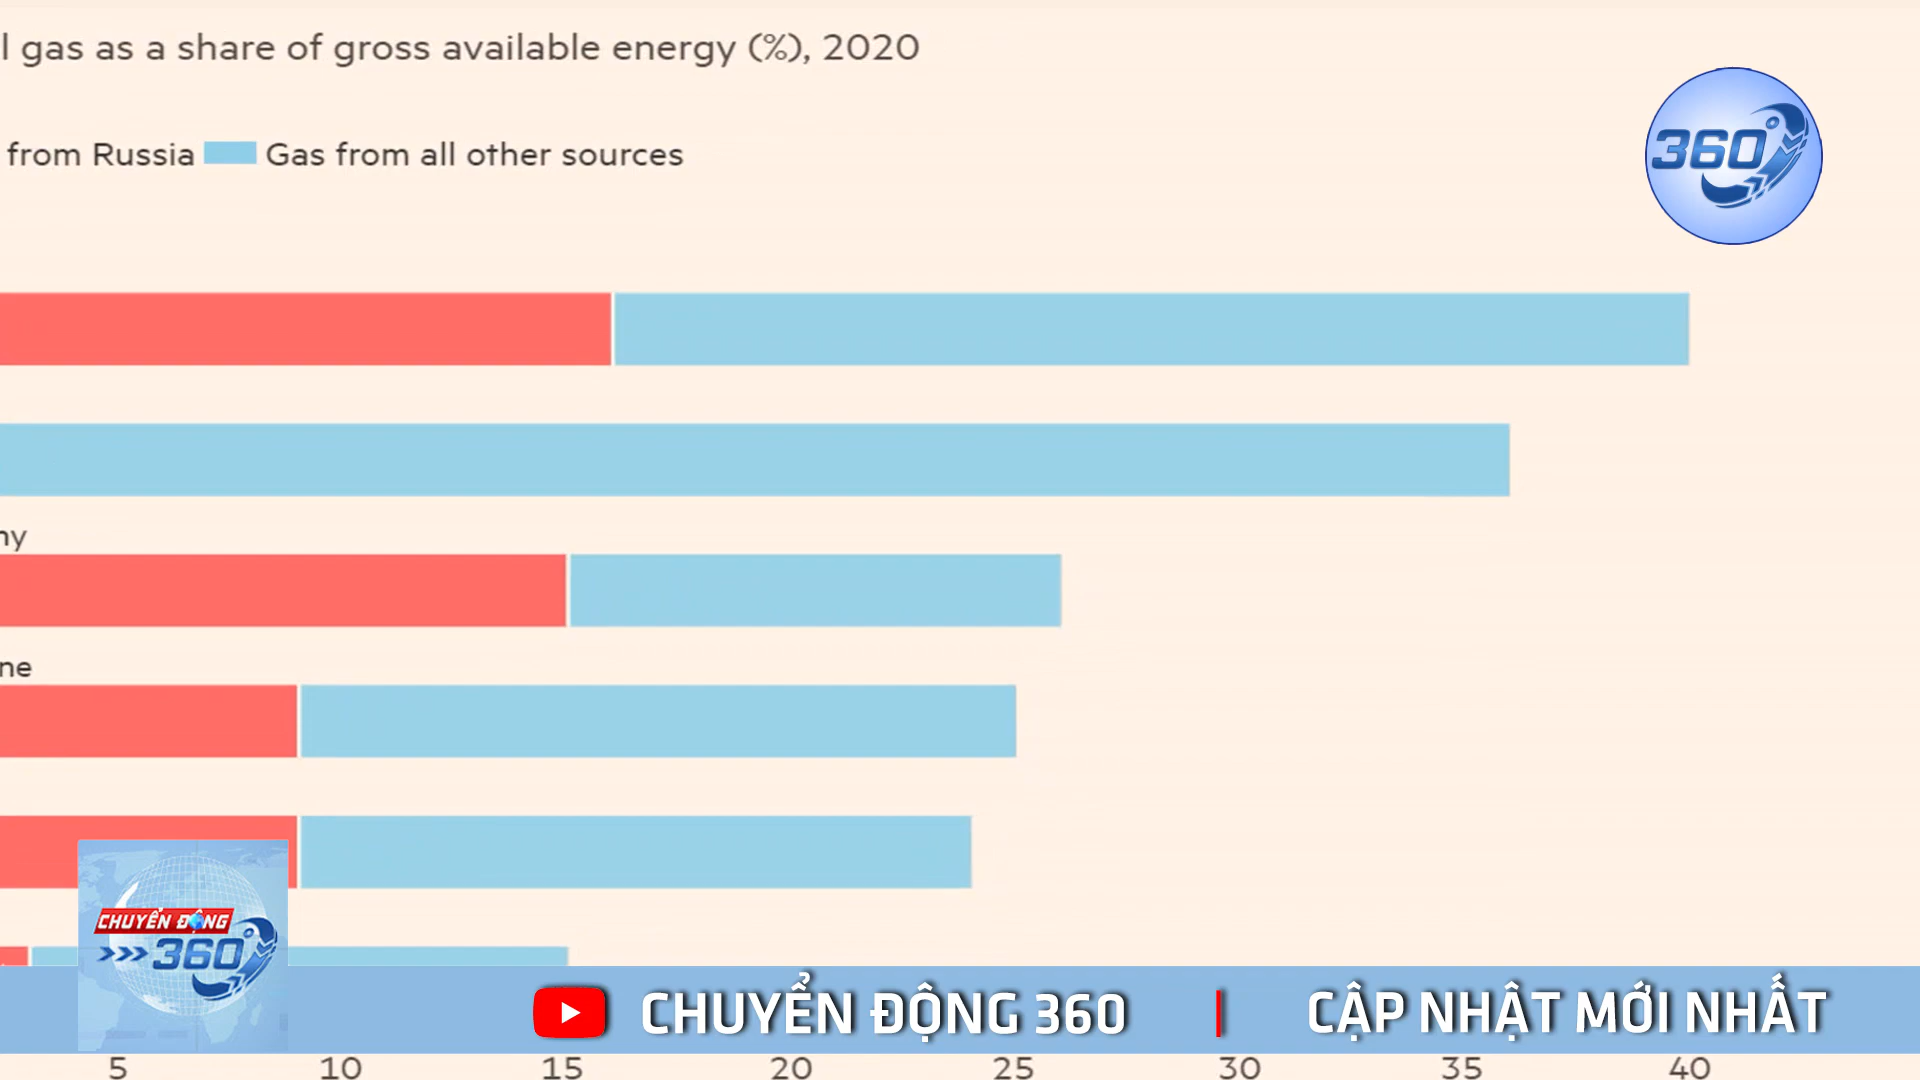 l gas as a share of gross available energy (%), 2020
from Russia Gas from all other sources
360°
ny
ne
CHUYỂN ĐỘNG
360°
CHUYỂN ĐỘNG 360 | CẬP NHẬT MỚI NHẤT
5 10 15 20 25 30 35 40